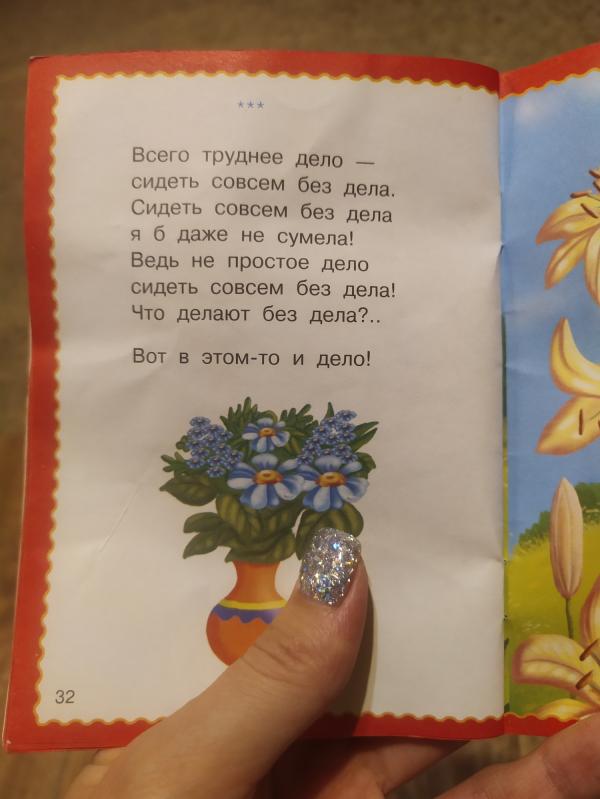 ***
Всего труднее дело —
сидеть совсем без дела.
Сидеть совсем без дела
я б даже не сумела!
Ведь не простое дело
сидеть совсем без дела!
Что делают без дела?..
Вот в этом-то и дело!
32